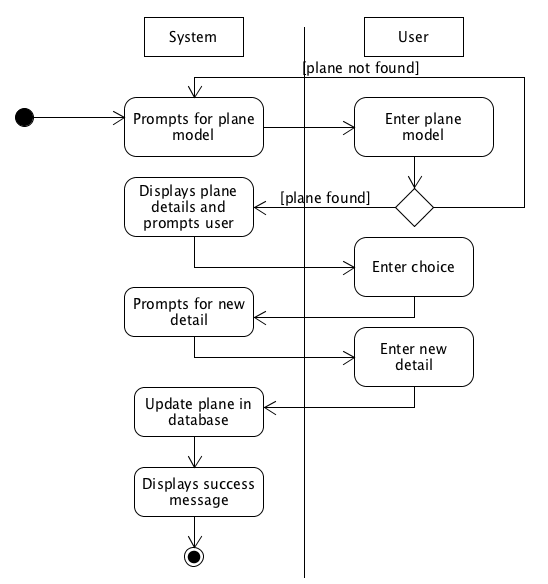 System
User
[plane not found]
Prompts for plane
model
Enter plane
model
Displays plane
details and
prompts user
[plane found]
Enter choice
Prompts for new
detail
Enter new
detail
Update plane in
database
Displays success
message